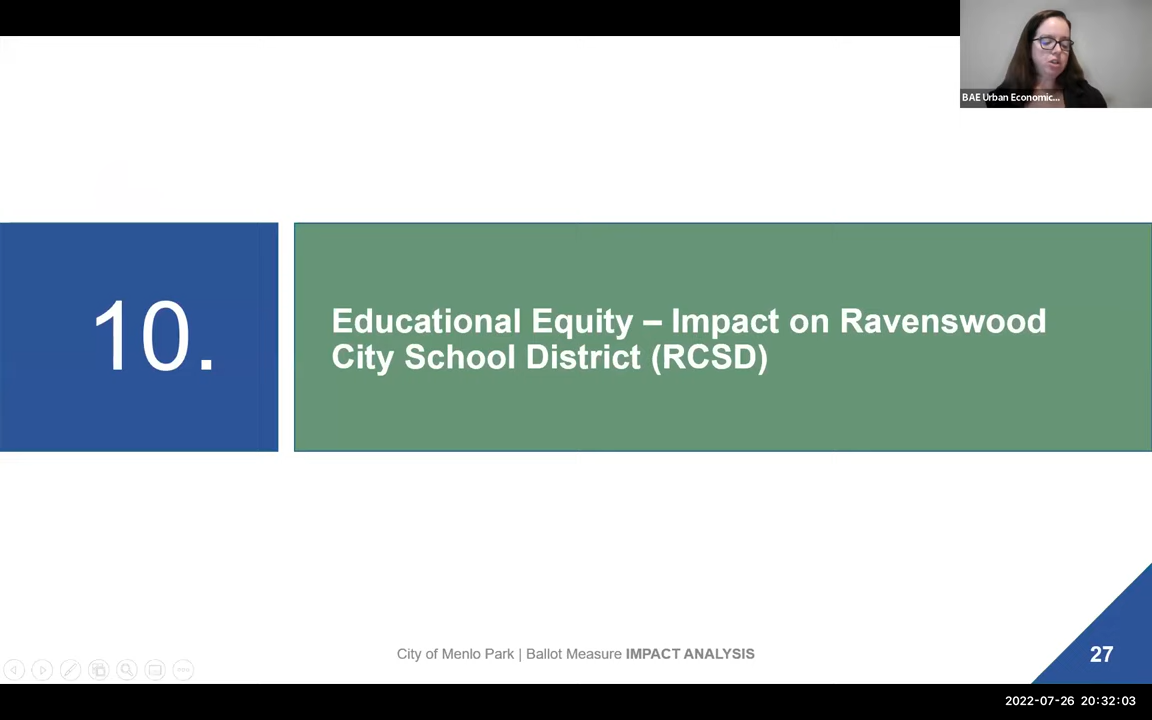 BAE Urban Economic...
10.
Educational Equity – Impact on Ravenswood
City School District (RCSD)
City of Menlo Park | Ballot Measure IMPACT ANALYSIS
27
2022-07-26 20:32:03